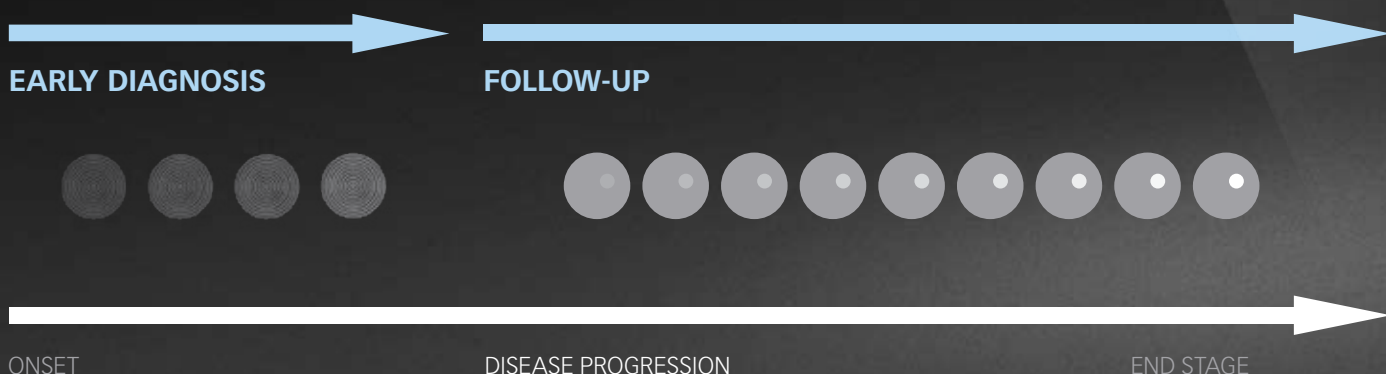 EARLY DIAGNOSIS
FOLLOW-UP
ONSET
DISEASE PROGRESSION
END STAGE